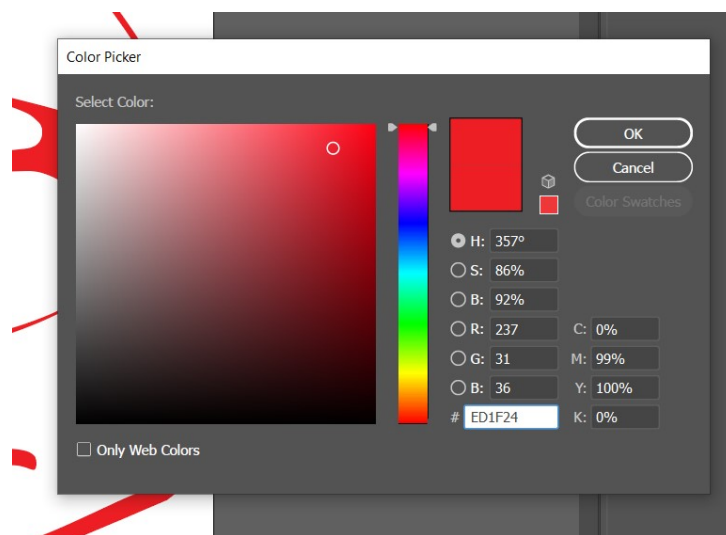 Color Picker
Select Color:
OK
Cancel
Color Swatches
H: 357°
S: 86%
B: 92%
R: 237 C: 0%
G: 31 M: 99%
B: 36 Y: 100%
# ED1F24 K: 0%
Only Web Colors